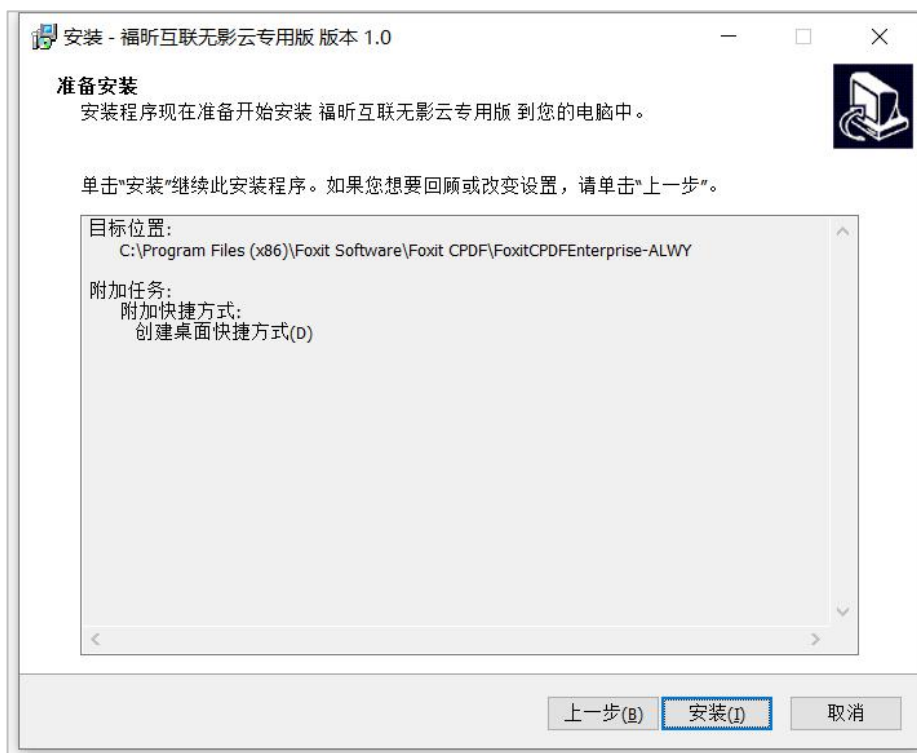 安装 - 福昕互联无影云专用版 版本 1.0
准备安装
安装程序现在准备开始安装 福昕互联无影云专用版 到您的电脑中。
单击“安装”继续此安装程序。如果您想要回顾或改变设置，请单击“上一步”。
目标位置:
C:\Program Files (x86)\Foxit Software\Foxit CPDF\FoxitCPDFEnterprise-ALWY
附加任务:
附加快捷方式:
创建桌面快捷方式(D)
上一步(B) 安装(I) 取消